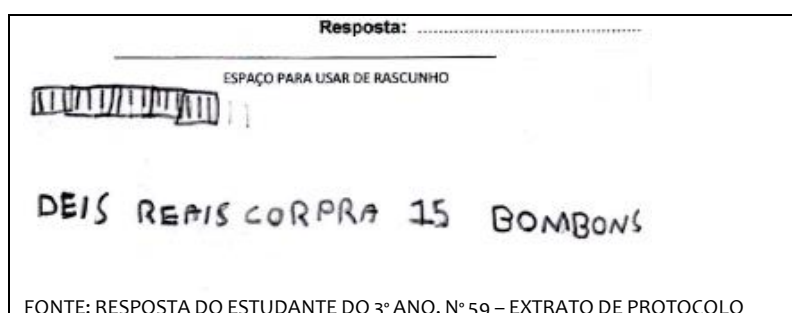 Resposta: ........................................................
ESPAÇO PARA USAR DE RASCUNHO
DEIS REAIS CORPRA 15 BOMBONS
FONTE: RESPOSTA DO ESTUDANTE DO 3º ANO, Nº 59 – EXTRATO DE PROTOCOLO